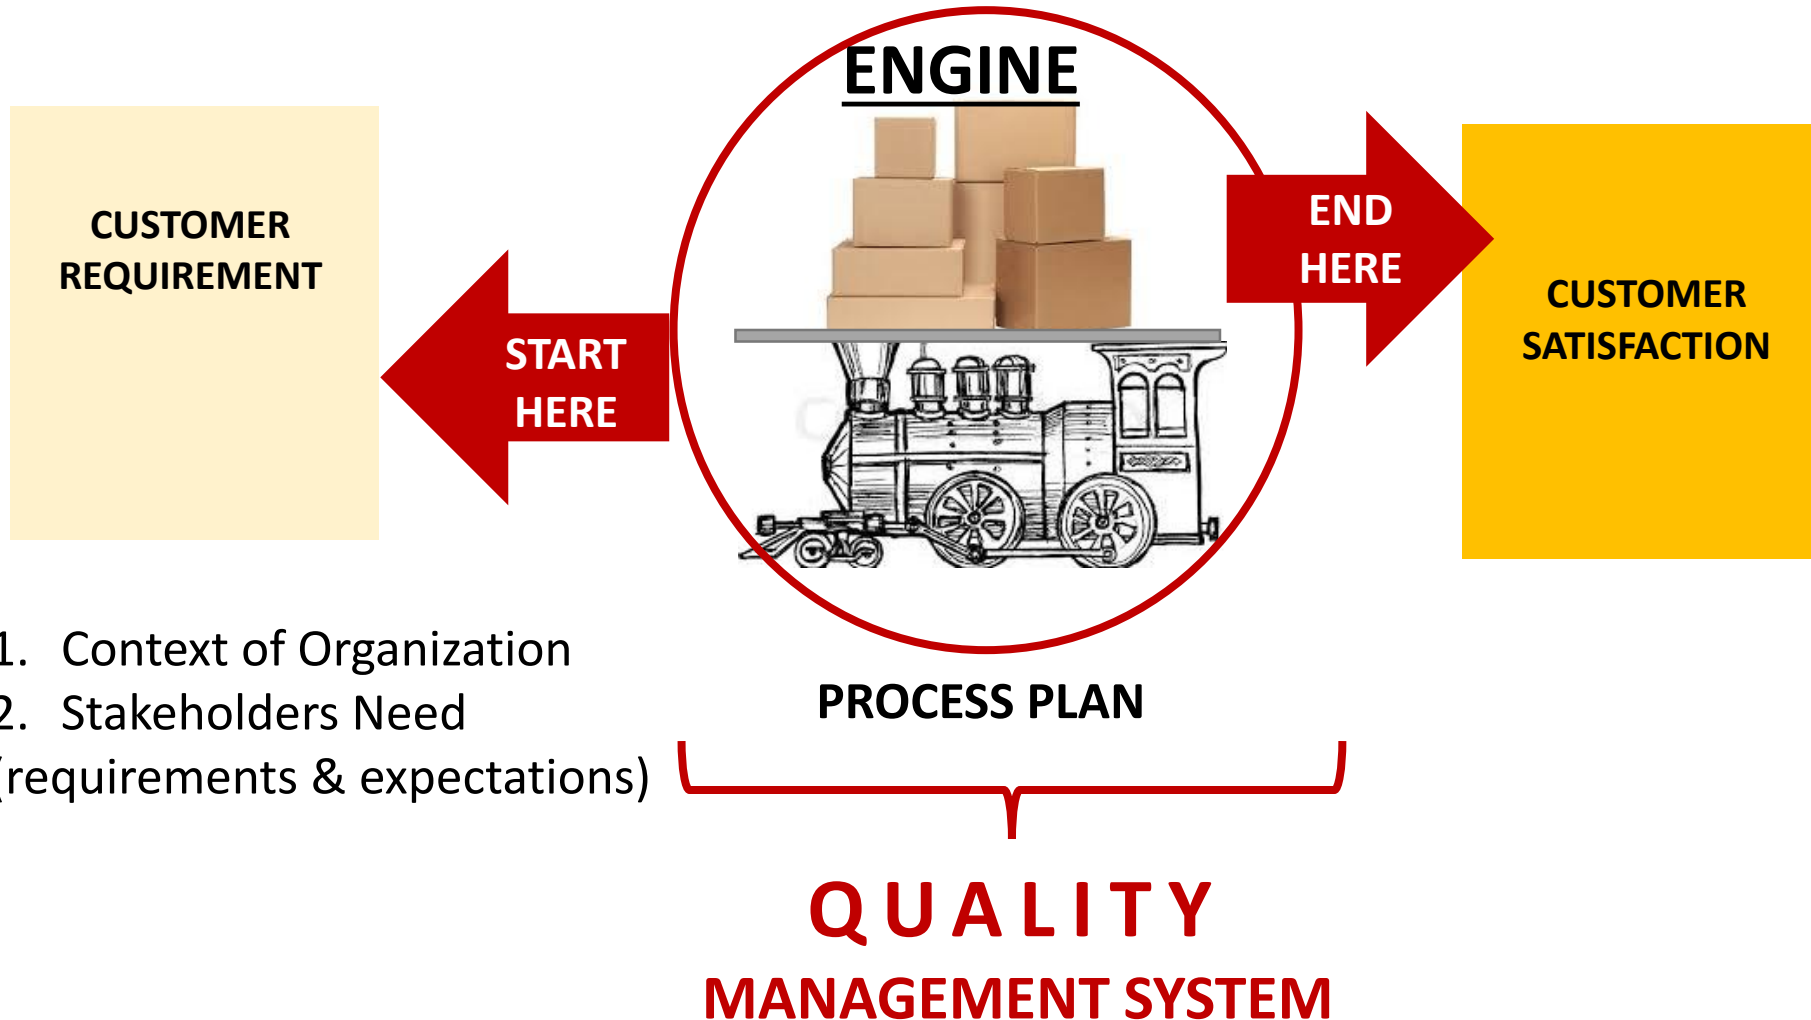 ENGINE
CUSTOMER
REQUIREMENT
START
HERE
END
HERE
CUSTOMER
SATISFACTION
1. Context of Organization
2. Stakeholders Need
(requirements & expectations)
PROCESS PLAN
QUALITY
MANAGEMENT SYSTEM